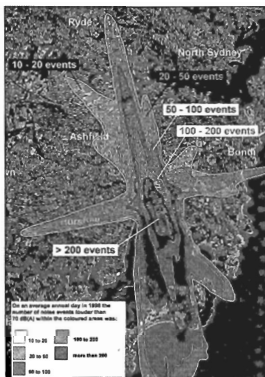 Ryde
North Sydney
10 - 20 events
20 - 50 events
50 - 100 events
Ashfield
100 - 200 events
Bondi
> 200 events
On an average annual day in 1998 the
number of noise events louder than
70 dB(A) within the coloured areas was:
10 to 20
100 to 200
20 to 50
more than 200
50 to 100